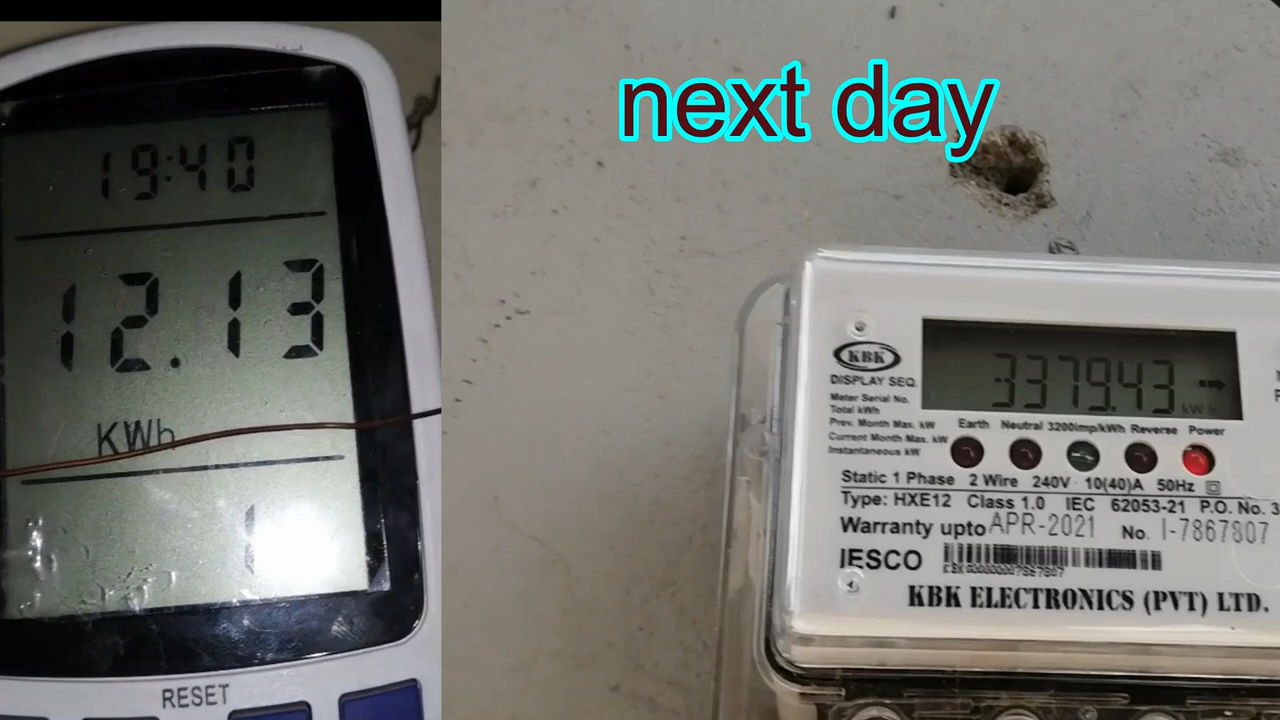 19:40
12.13
KWh
1
RESET
next day
KBK
3379.43
kWh
DISPLAY SEQ.
Meter Serial No.
Total kWh
Prev. Month Max. kW
Current Month Max. kW
Instantaneous kW
Earth Neutral 3200imp/kWh Reverse Power
Static 1 Phase 2 Wire 240V 10(40)A 50Hz
Type: HXE12 Class 1.0 IEC 62053-21 P.O. No. 3
Warranty upto APR-2021 No. I-7867807
IESCO
KBK ELECTRONICS (PVT) LTD.